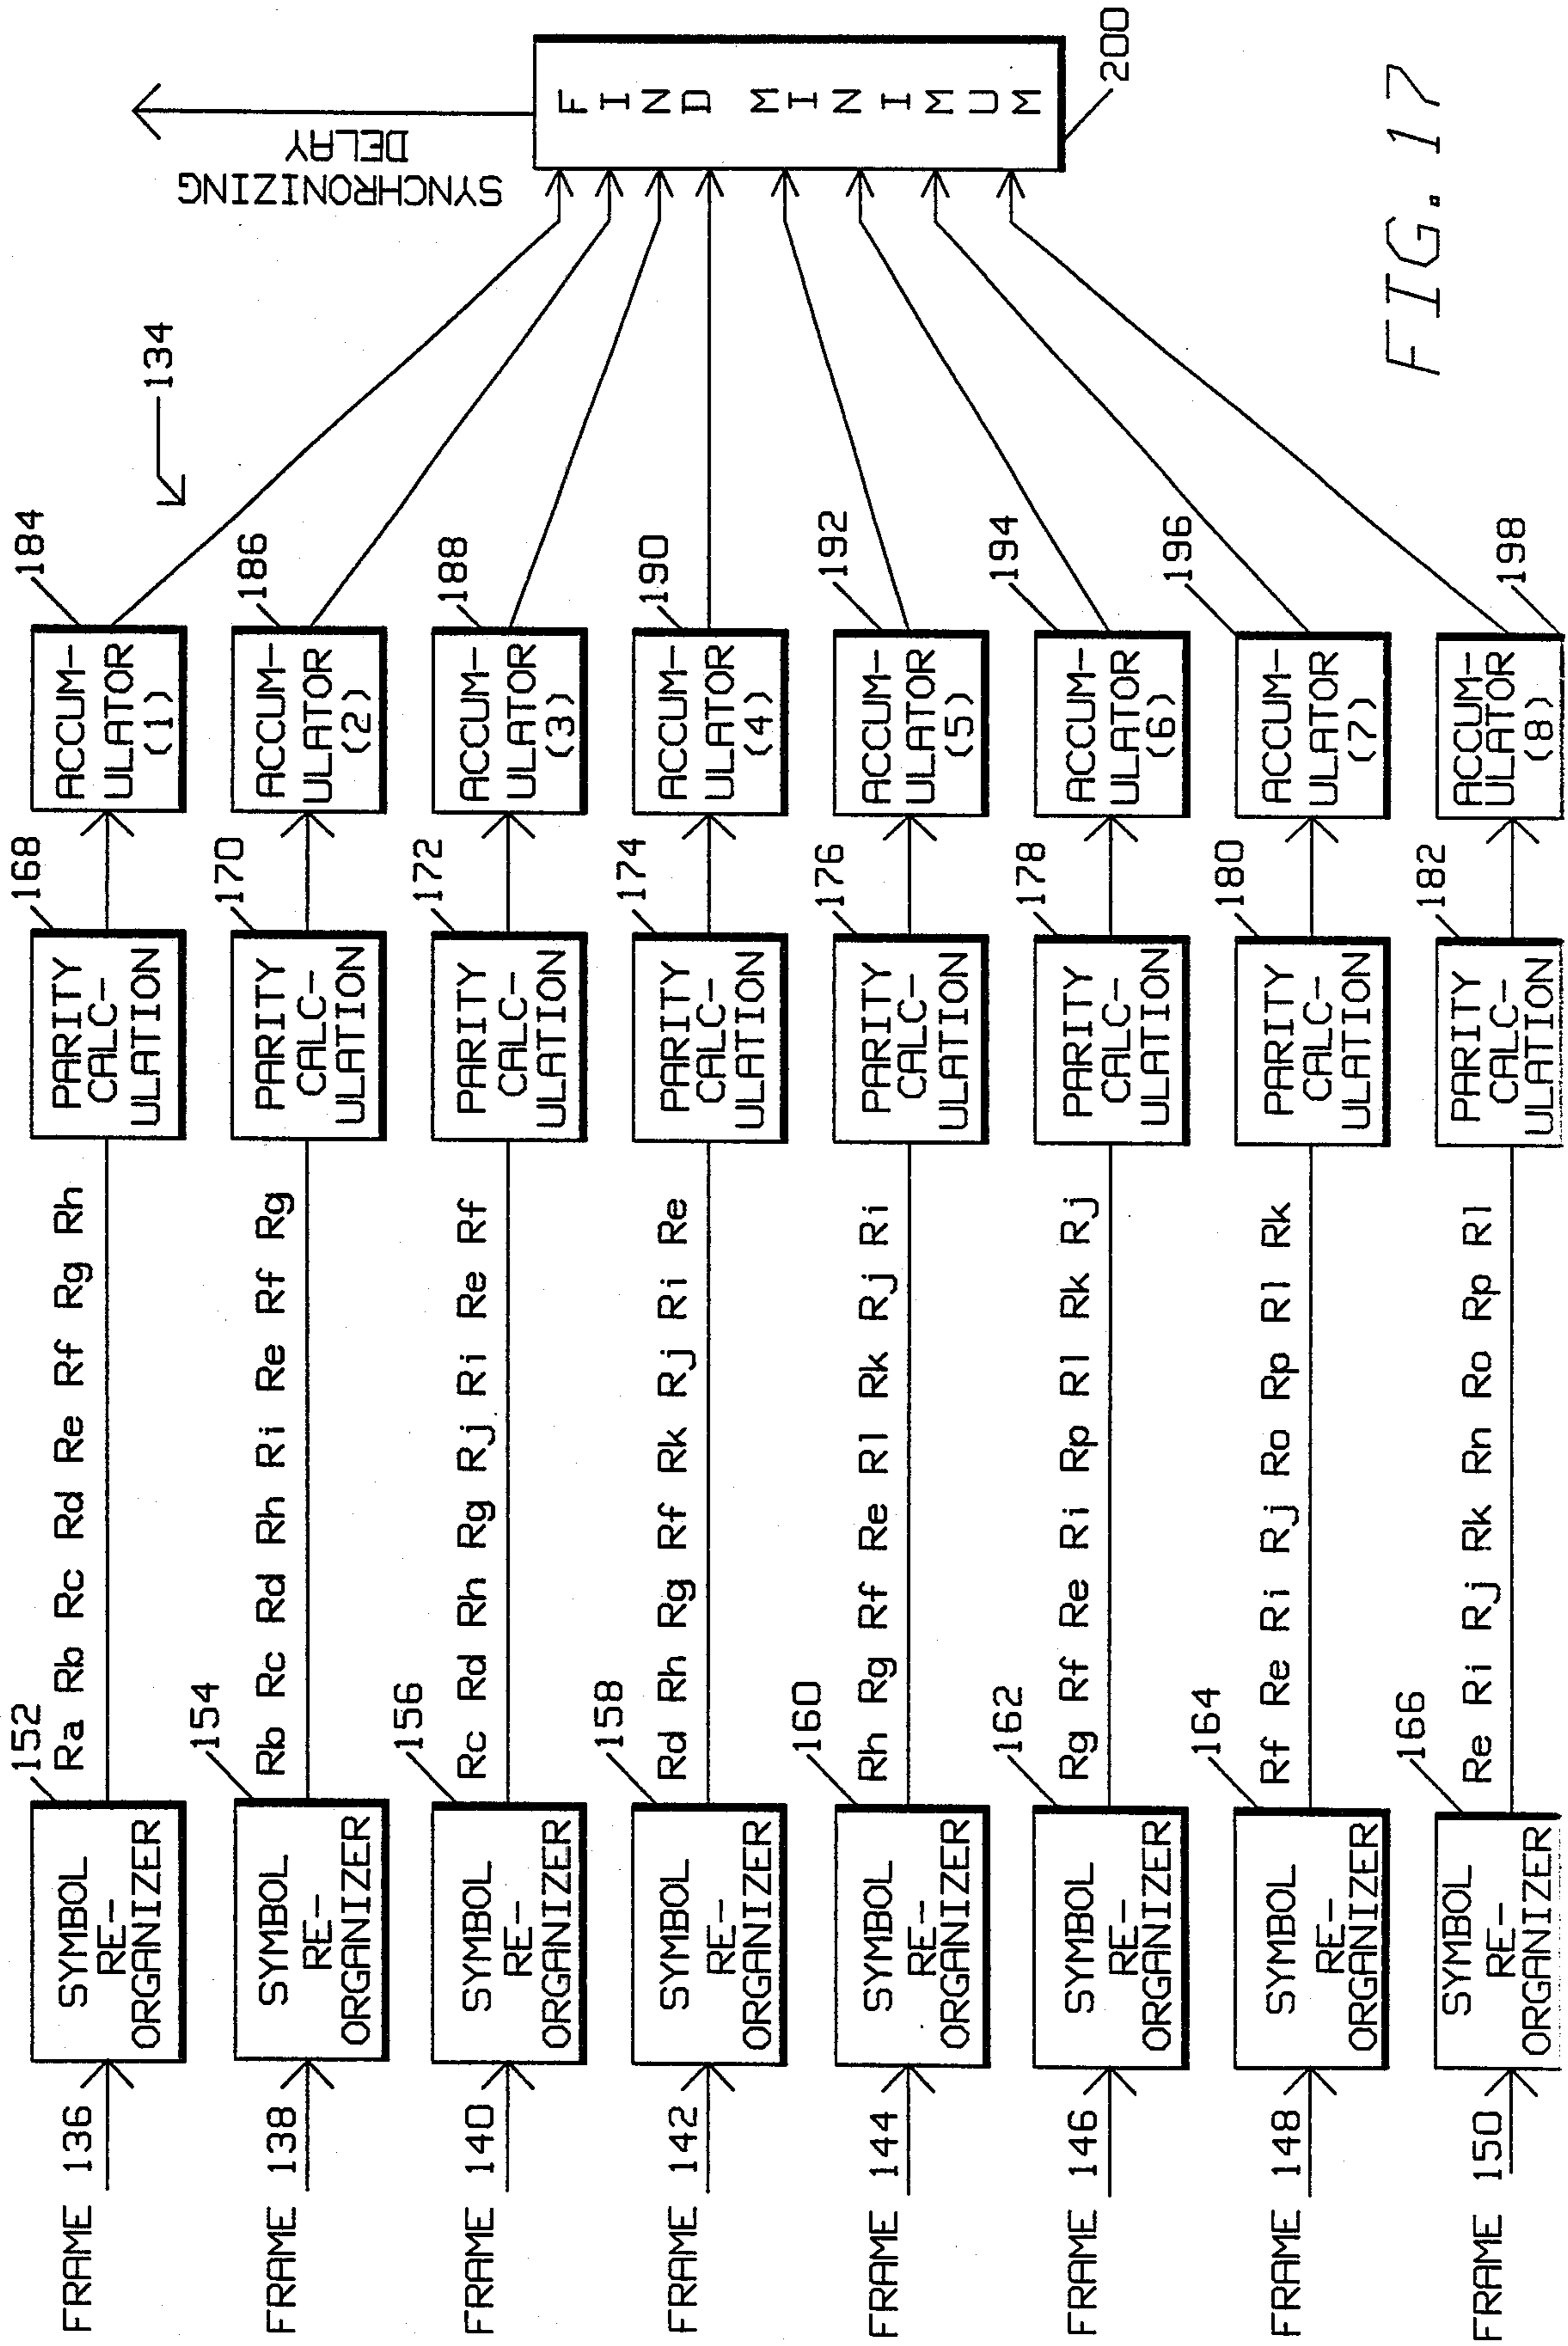 FRAME 136
SYMBOL
RE-
ORGANIZER
152
Ra Rb Rc Rd Re Rf Rg Rh
PARITY
CALC-
ULATION
168
ACCUM-
ULATOR
(1)
184
FRAME 138
SYMBOL
RE-
ORGANIZER
154
Rb Rc Rd Rh Ri Re Rf Rg
PARITY
CALC-
ULATION
170
ACCUM-
ULATOR
(2)
186
FRAME 140
SYMBOL
RE-
ORGANIZER
156
Rc Rd Rh Rg Rj Ri Re Rf
PARITY
CALC-
ULATION
172
ACCUM-
ULATOR
(3)
188
FRAME 142
SYMBOL
RE-
ORGANIZER
158
Rd Rh Rg Rf Rk Rj Ri Re
PARITY
CALC-
ULATION
174
ACCUM-
ULATOR
(4)
190
FRAME 144
SYMBOL
RE-
ORGANIZER
160
Rh Rg Rf Re Rl Rk Rj Ri
PARITY
CALC-
ULATION
176
ACCUM-
ULATOR
(5)
192
FRAME 146
SYMBOL
RE-
ORGANIZER
162
Rg Rf Re Ri Rp Rl Rk Rj
PARITY
CALC-
ULATION
178
ACCUM-
ULATOR
(6)
194
FRAME 148
SYMBOL
RE-
ORGANIZER
164
Rf Re Ri Rj Ro Rp Rl Rk
PARITY
CALC-
ULATION
180
ACCUM-
ULATOR
(7)
196
FRAME 150
SYMBOL
RE-
ORGANIZER
166
Re Ri Rj Rk Rn Ro Rp Rl
PARITY
CALC-
ULATION
182
ACCUM-
ULATOR
(8)
198
134
SYNCHRONIZING
DELAY
FIND MINIMUM
200
FIG. 17